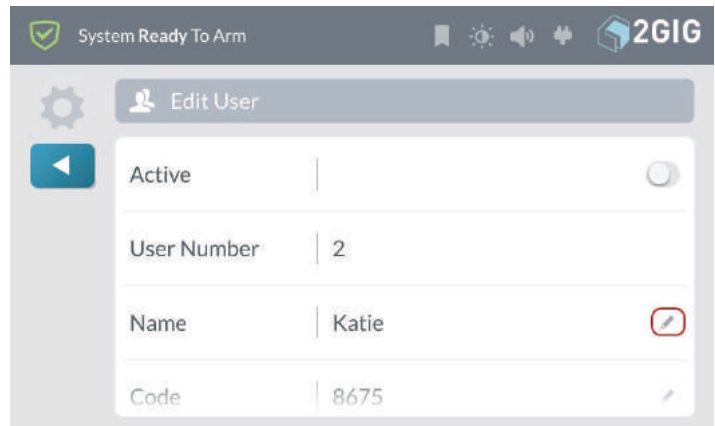 System Ready To Arm
2GIG
Edit User
Active
User Number 2
Name Katie
Code 8675